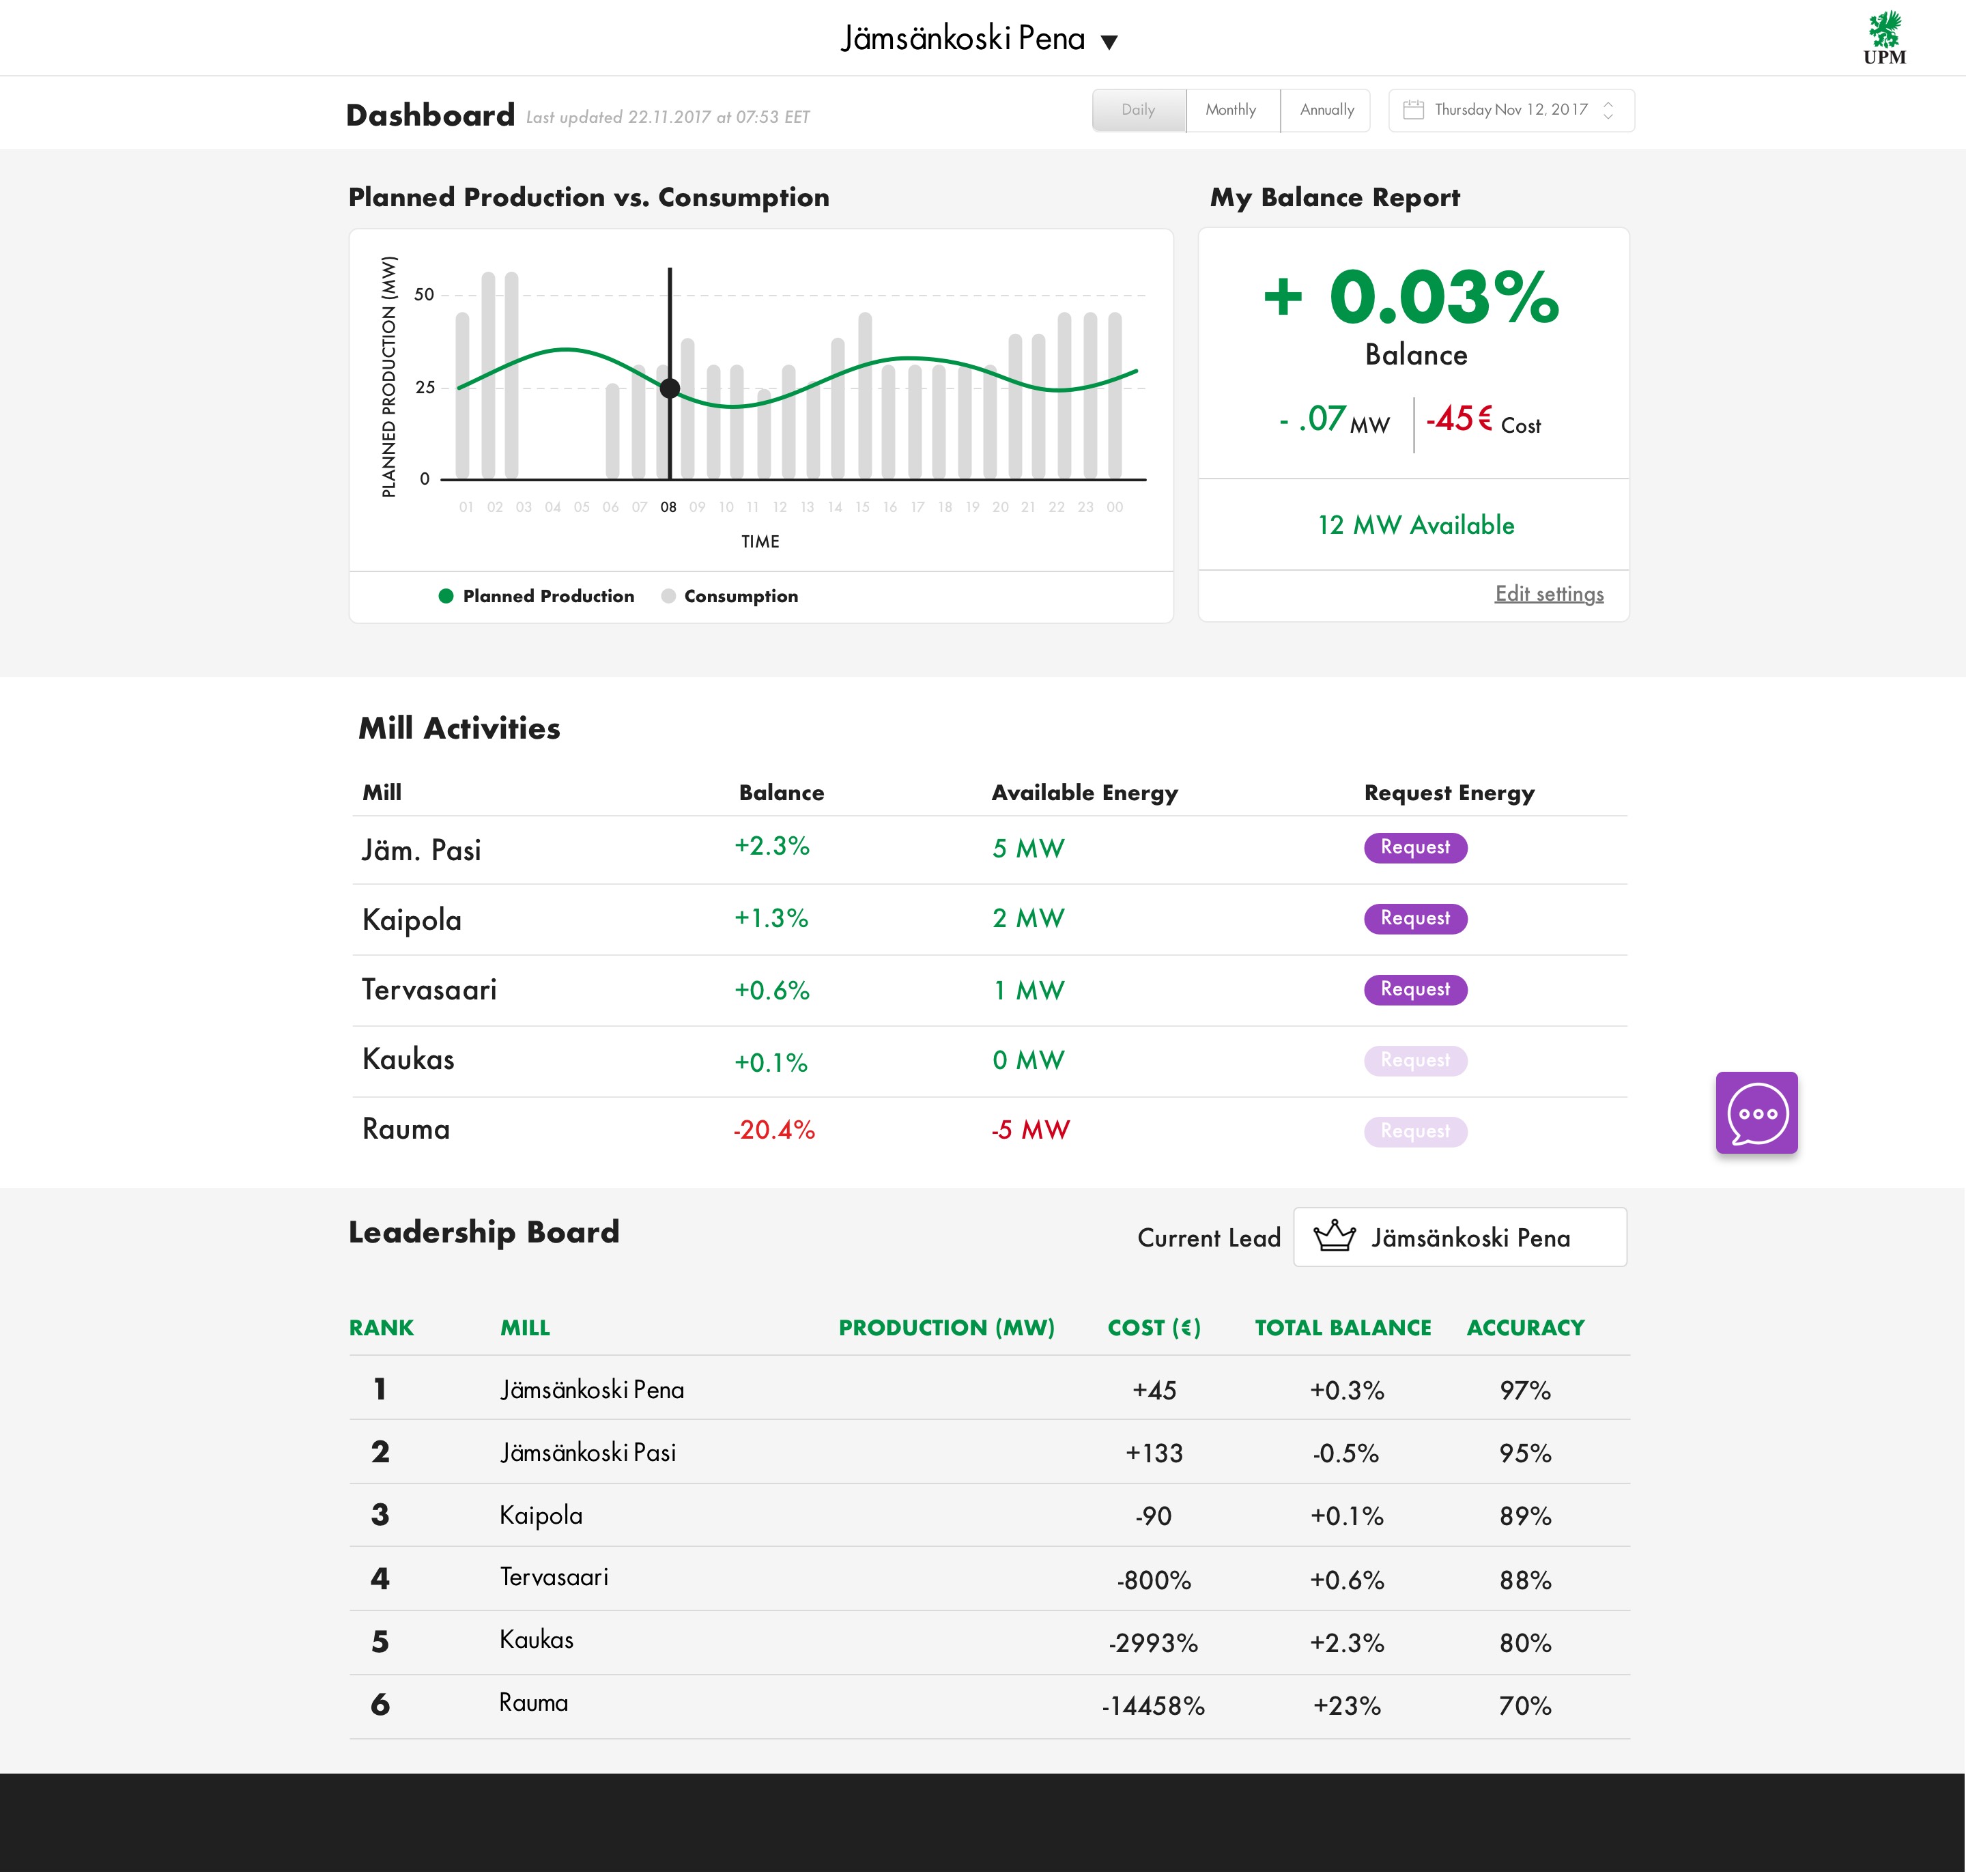 Jämsänkoski Pena ▼
UPM
Dashboard Last updated 22.11.2017 at 07:53 EET
Daily Monthly Annually Thursday Nov 12, 2017
Planned Production vs. Consumption
PLANNED PRODUCTION (MW)
50
25
0
01 02 03 04 05 06 07 08 09 10 11 12 13 14 15 16 17 18 19 20 21 22 23 00
TIME
Planned Production Consumption
My Balance Report
+ 0.03%
Balance
- .07 MW -45€ Cost
12 MW Available
Edit settings
Mill Activities
Mill Balance Available Energy Request Energy
Jäm. Pasi +2.3% 5 MW Request
Kaipola +1.3% 2 MW Request
Tervasaari +0.6% 1 MW Request
Kaukas +0.1% 0 MW Request
Rauma -20.4% -5 MW Request
Leadership Board
Current Lead Jämsänkoski Pena
RANK MILL PRODUCTION (MW) COST (€) TOTAL BALANCE ACCURACY
1 Jämsänkoski Pena +45 +0.3% 97%
2 Jämsänkoski Pasi +133 -0.5% 95%
3 Kaipola -90 +0.1% 89%
4 Tervasaari -800% +0.6% 88%
5 Kaukas -2993% +2.3% 80%
6 Rauma -14458% +23% 70%